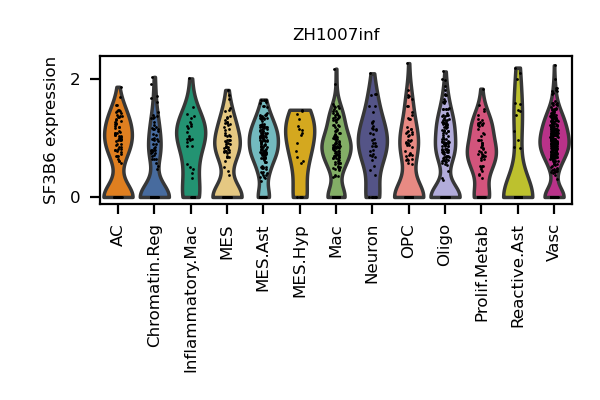 ZH1007inf
SF3B6 expression
2
0
AC
Chromatin.Reg
Inflammatory.Mac
MES
MES.Ast
MES.Hyp
Mac
Neuron
OPC
Oligo
Prolif.Metab
Reactive.Ast
Vasc